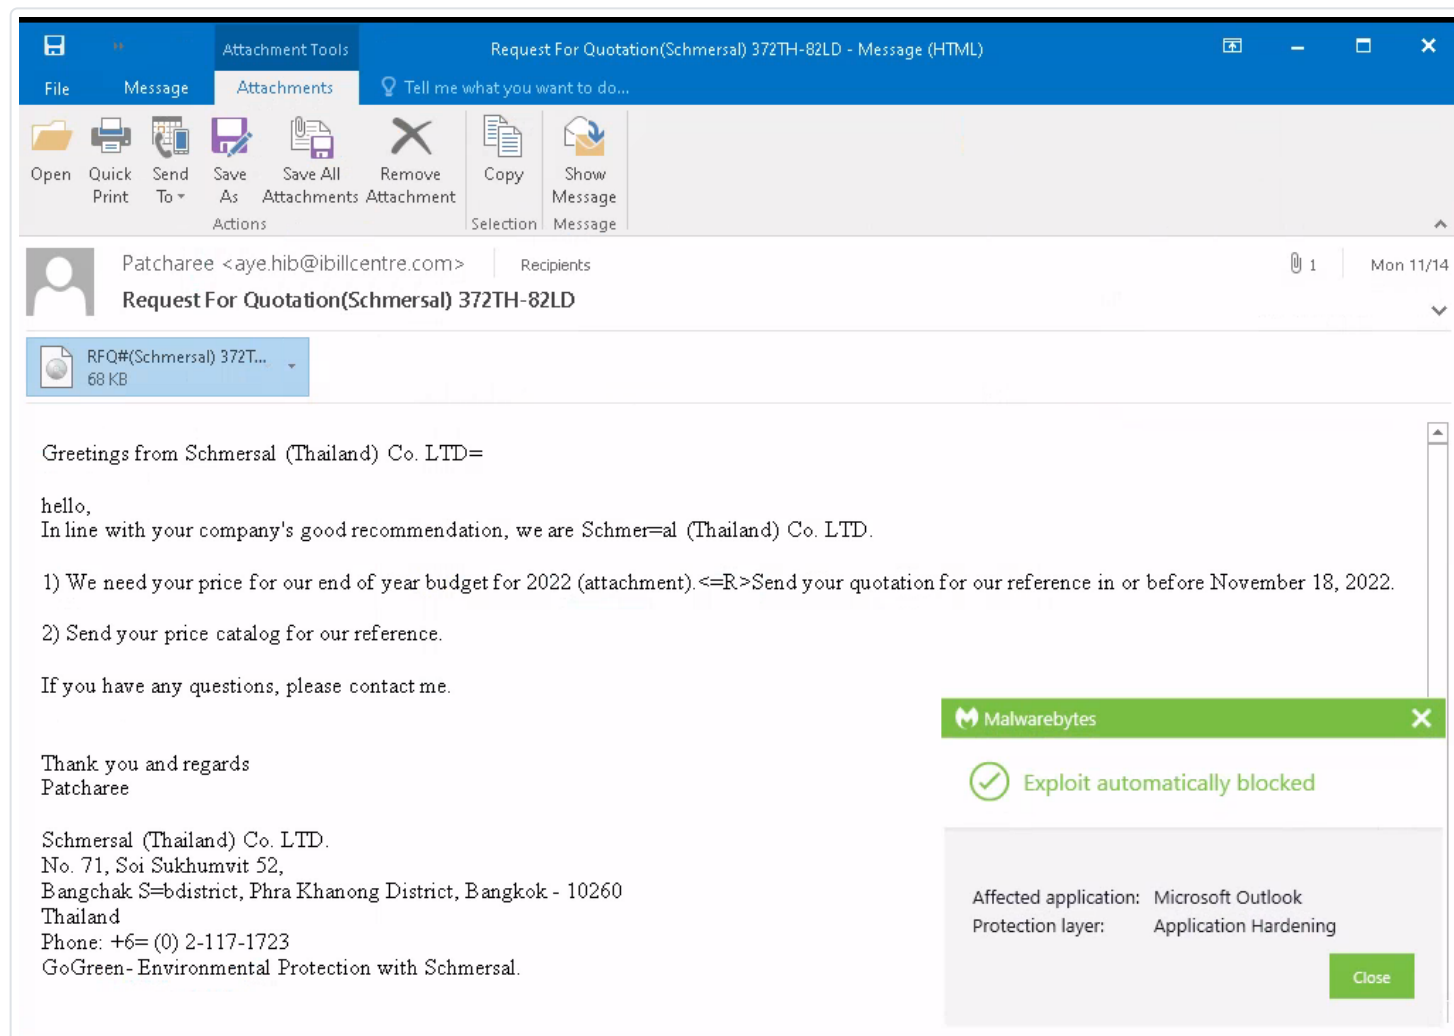 Attachment Tools
Request For Quotation(Schmersal) 372TH-82LD - Message (HTML)
File
Message
Attachments
Tell me what you want to do...
Open
Quick Print
Send To
Save As
Save All Attachments
Remove Attachment
Copy
Show Message
Actions
Selection
Message
Patcharee <aye.hib@ibillcentre.com>
Recipients
1
Mon 11/14
Request For Quotation(Schmersal) 372TH-82LD
RFQ#(Schmersal) 372T...
68 KB
Greetings from Schmersal (Thailand) Co. LTD=
hello,
In line with your company's good recommendation, we are Schmer=al (Thailand) Co. LTD.
1) We need your price for our end of year budget for 2022 (attachment).<=R>Send your quotation for our reference in or before November 18, 2022.
2) Send your price catalog for our reference.
If you have any questions, please contact me.
Thank you and regards
Patcharee
Schmersal (Thailand) Co. LTD.
No. 71, Soi Sukhumvit 52,
Bangchak S=bdistrict, Phra Khanong District, Bangkok - 10260
Thailand
Phone: +6= (0) 2-117-1723
GoGreen- Environmental Protection with Schmersal.
Malwarebytes
Exploit automatically blocked
Affected application: Microsoft Outlook
Protection layer: Application Hardening
Close